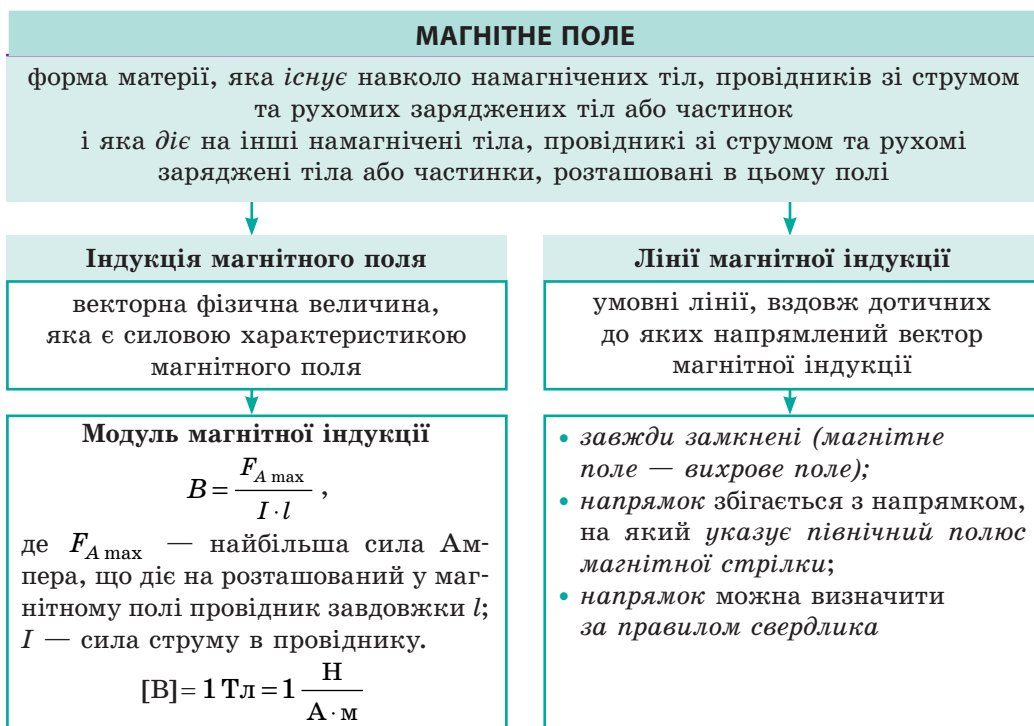 МАГНІТНЕ ПОЛЕ
форма матерії, яка існує навколо намагнічених тіл, провідників зі струмом
та рухомих заряджених тіл або частинок
і яка діє на інші намагнічені тіла, провідникі зі струмом та рухомі
заряджені тіла або частинки, розташовані в цьому полі
Індукція магнітного поля
векторна фізична величина,
яка є силовою характеристикою
магнітного поля
Модуль магнітної індукції
B = F_{A max} / (I · l) ,
де F_{A max} — найбільша сила Ам-
пера, що діє на розташований у маг-
нітному полі провідник завдовжки l;
I — сила струму в провіднику.
[B] = 1 Тл = 1 Н / (А · м)
Лінії магнітної індукції
умовні лінії, вздовж дотичних
до яких напрямлений вектор
магнітної індукції
• завжди замкнені (магнітне
поле — вихрове поле);
• напрямок збігається з напрямком,
на який указує північний полюс
магнітної стрілки;
• напрямок можна визначити
за правилом свердлика